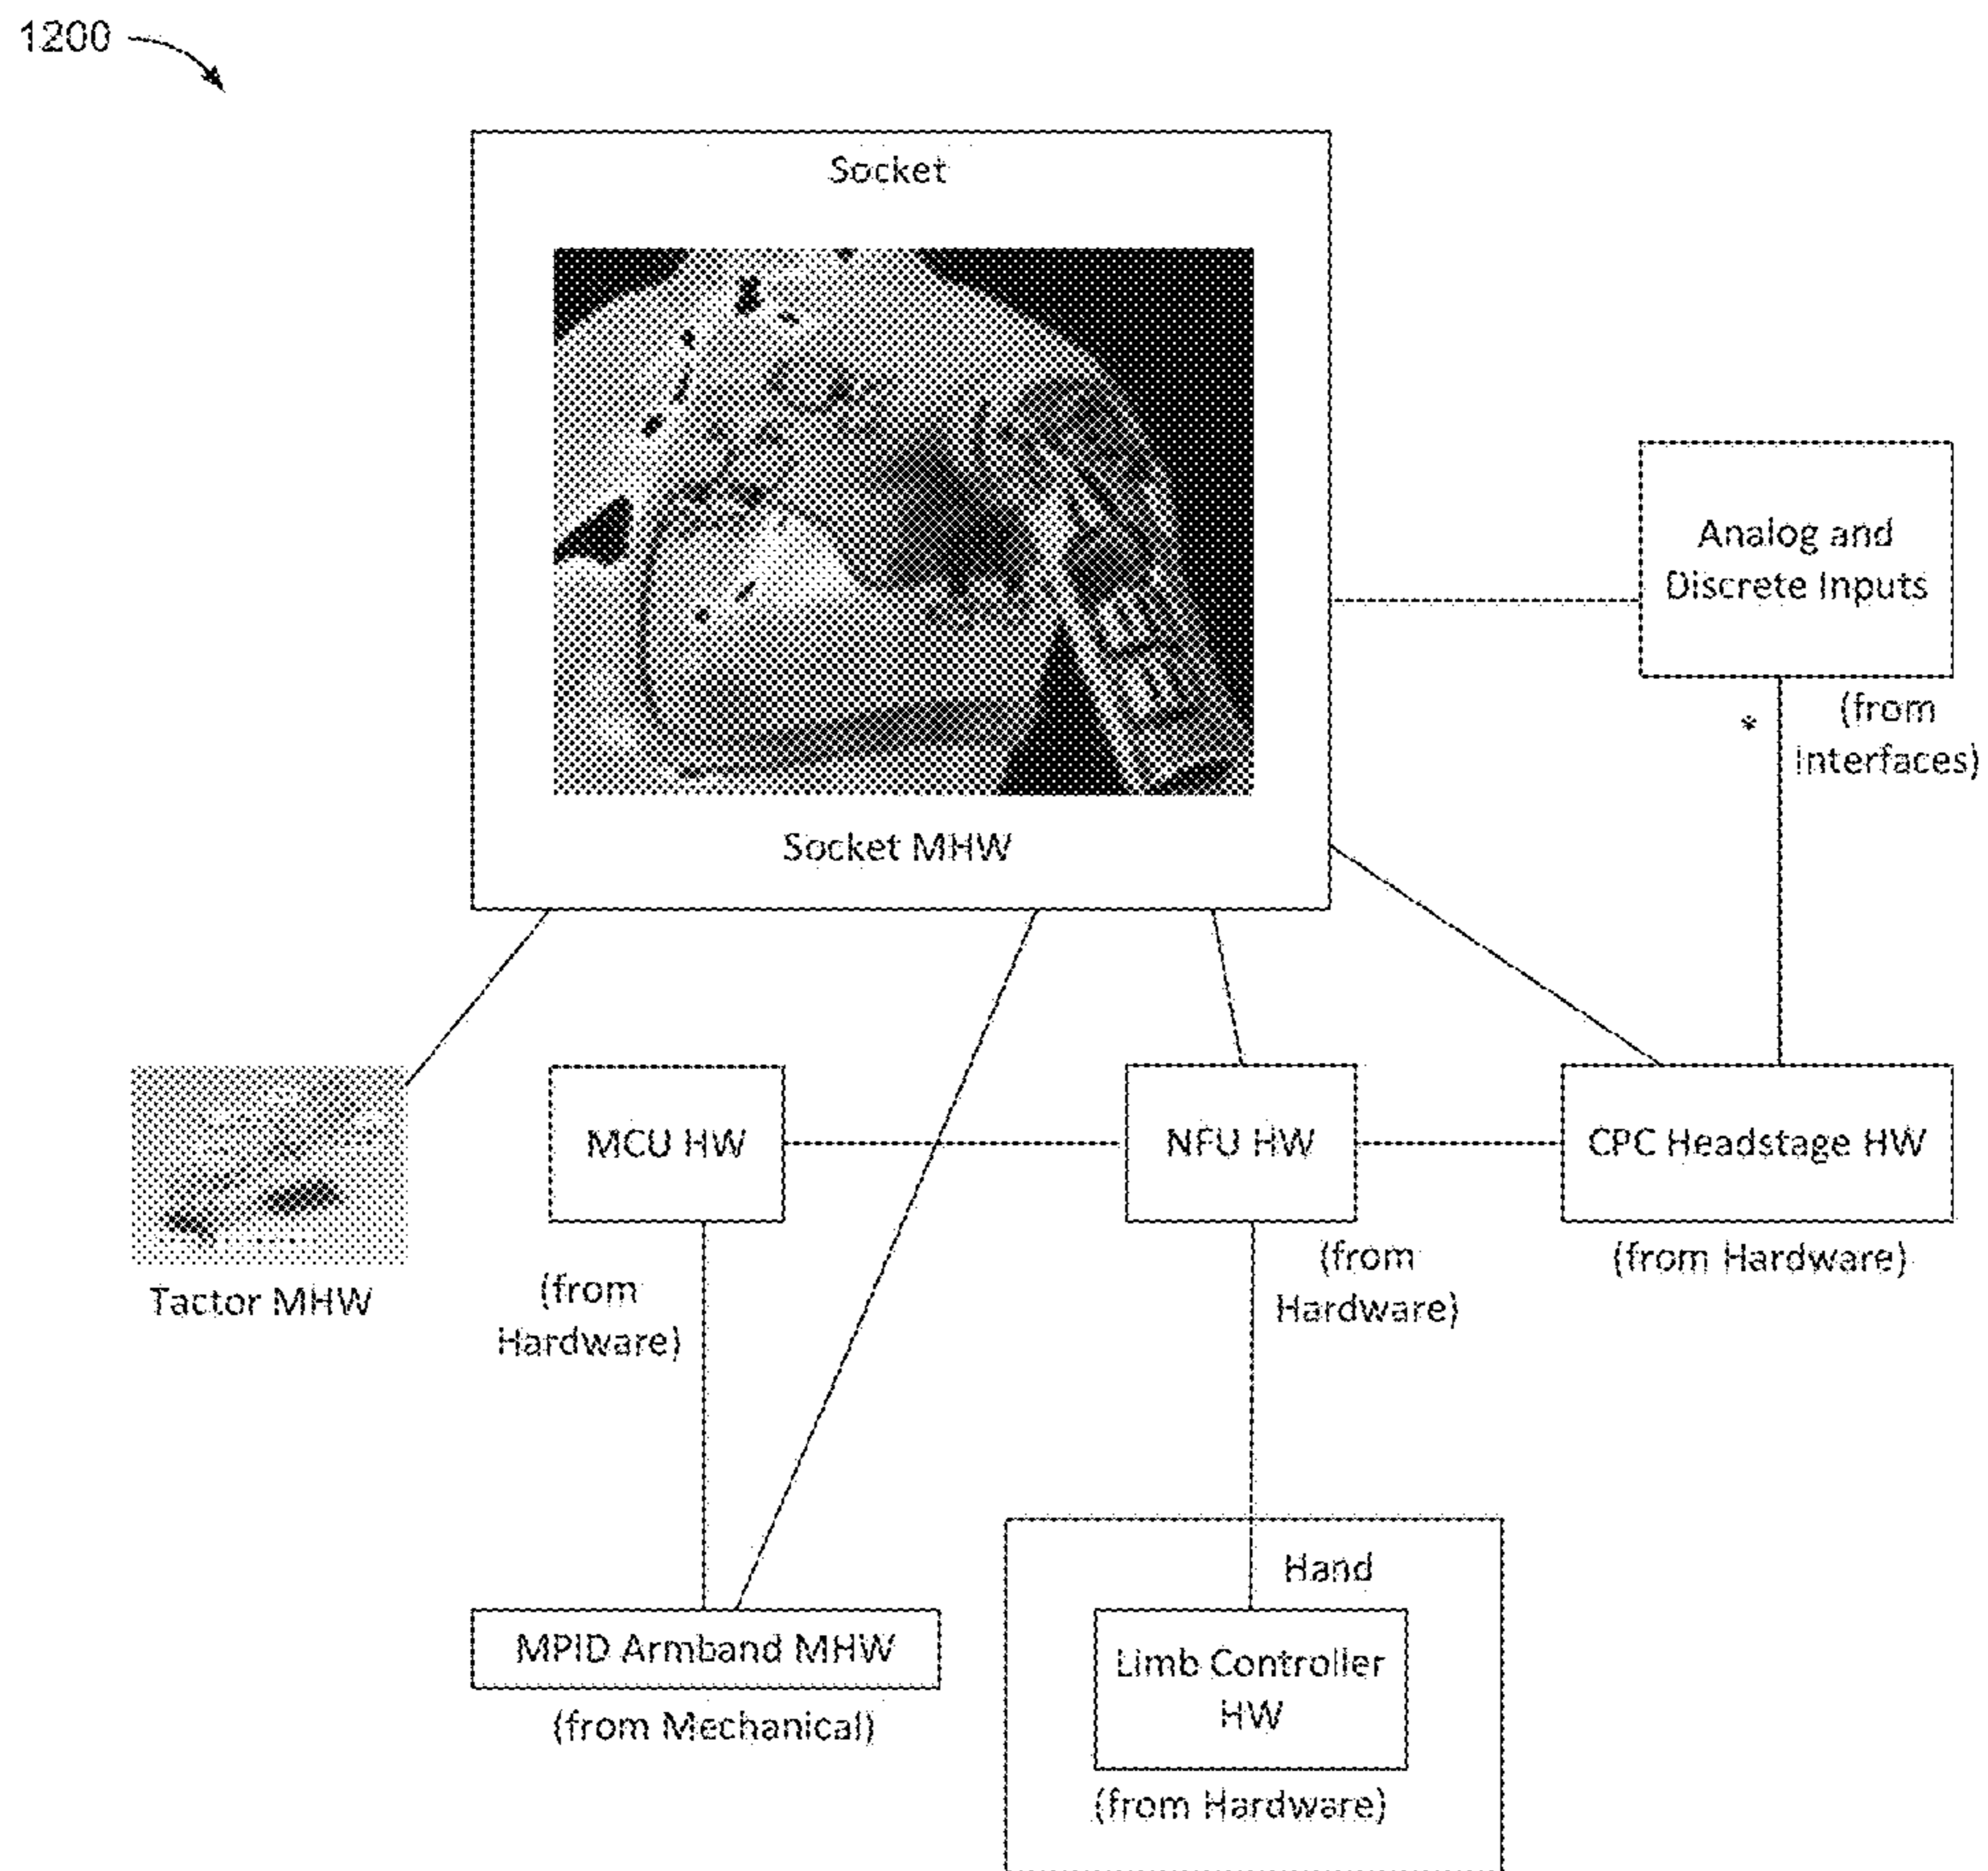 1200
Socket
Socket MHW
Analog and
Discrete Inputs
*
(from
Interfaces)
Tactor MHW
MCU HW
(from
Hardware)
NFU HW
(from
Hardware)
CPC Headstage HW
(from Hardware)
MPID Armband MHW
(from Mechanical)
Hand
Limb Controller
HW
(from Hardware)